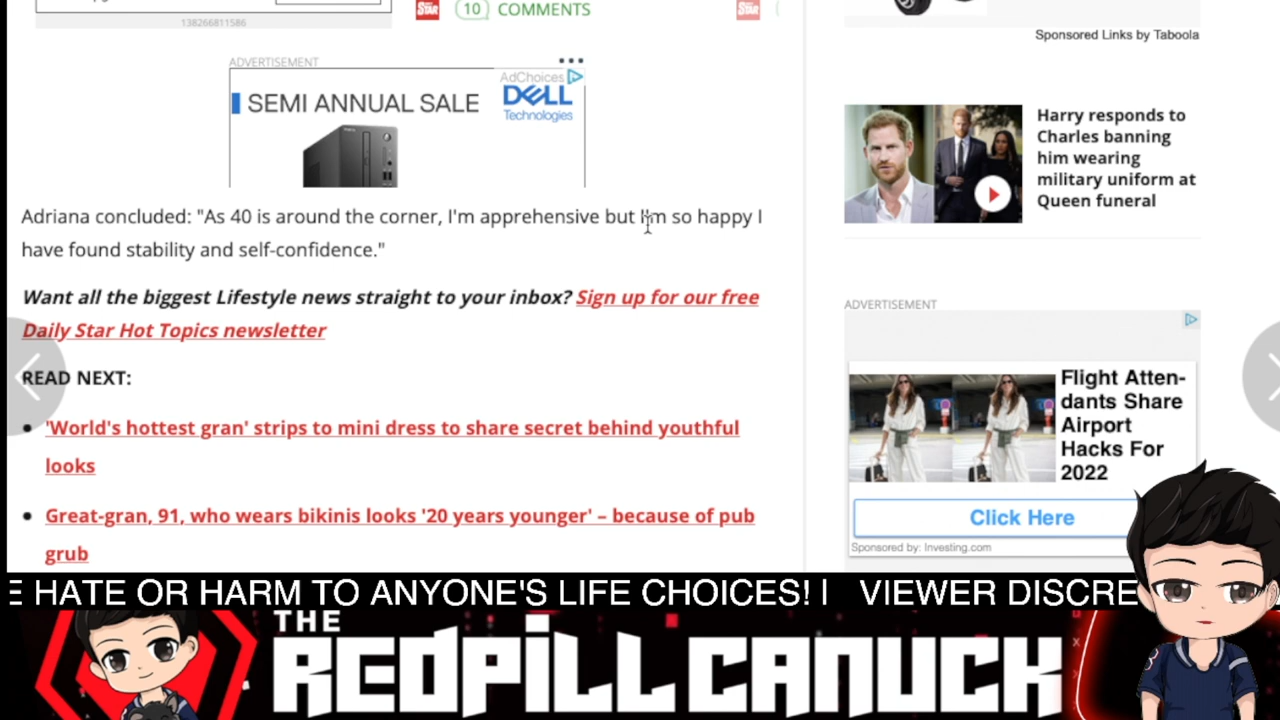 138266811586
10 COMMENTS
Sponsored Links by Taboola
ADVERTISEMENT
AdChoices
SEMI ANNUAL SALE
DELL
Technologies
Harry responds to
Charles banning
him wearing
military uniform at
Queen funeral
Adriana concluded: "As 40 is around the corner, I'm apprehensive but I'm so happy I
have found stability and self-confidence."
Want all the biggest Lifestyle news straight to your inbox? Sign up for our free
Daily Star Hot Topics newsletter
READ NEXT:
'World's hottest gran' strips to mini dress to share secret behind youthful
looks
Great-gran, 91, who wears bikinis looks '20 years younger' – because of pub
grub
ADVERTISEMENT
Flight Atten-
dants Share
Airport
Hacks For
2022
Click Here
Sponsored by: Investing.com
E HATE OR HARM TO ANYONE'S LIFE CHOICES! | VIEWER DISCRE
THE
REDPILL CANUCK